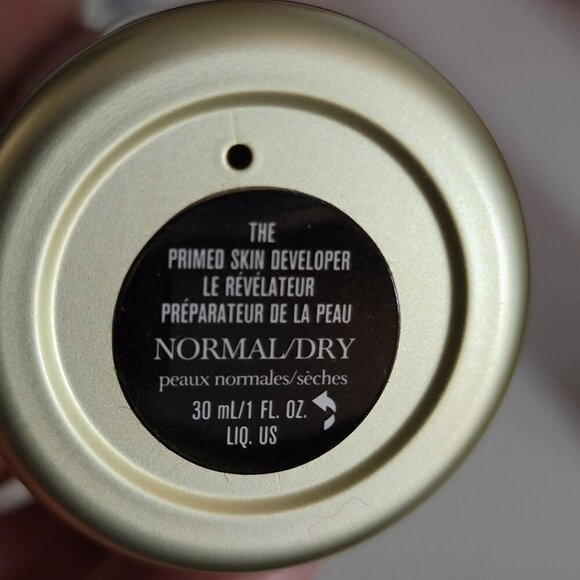 THE
PRIMED SKIN DEVELOPER
LE RÉVÉLATEUR
PRÉPARATEUR DE LA PEAU
NORMAL/DRY
peaux normales/sèches
30 mL/1 FL. OZ.
LIQ. US